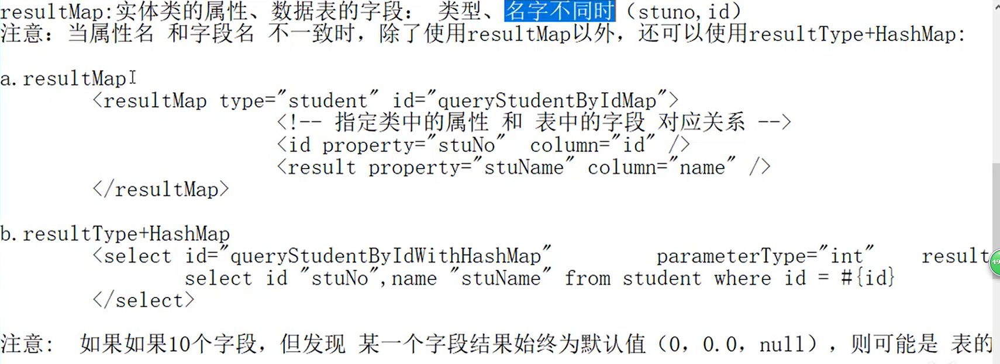 resultMap:实体类的属性、数据表的字段： 类型、名字不同时（stuno,id）
注意：当属性名 和字段名 不一致时，除了使用resultMap以外，还可以使用resultType+HashMap:
a.resultMap
<resultMap type="student" id="queryStudentByIdMap">
<!-- 指定类中的属性 和 表中的字段 对应关系 -->
<id property="stuNo" column="id" />
<result property="stuName" column="name" />
</resultMap>
b.resultType+HashMap
<select id="queryStudentByIdWithHashMap" parameterType="int" result
49
select id "stuNo",name "stuName" from student where id = #{id}
</select>
注意： 如果如果10个字段，但发现 某一个字段结果始终为默认值（0，0.0，null），则可能是 表的